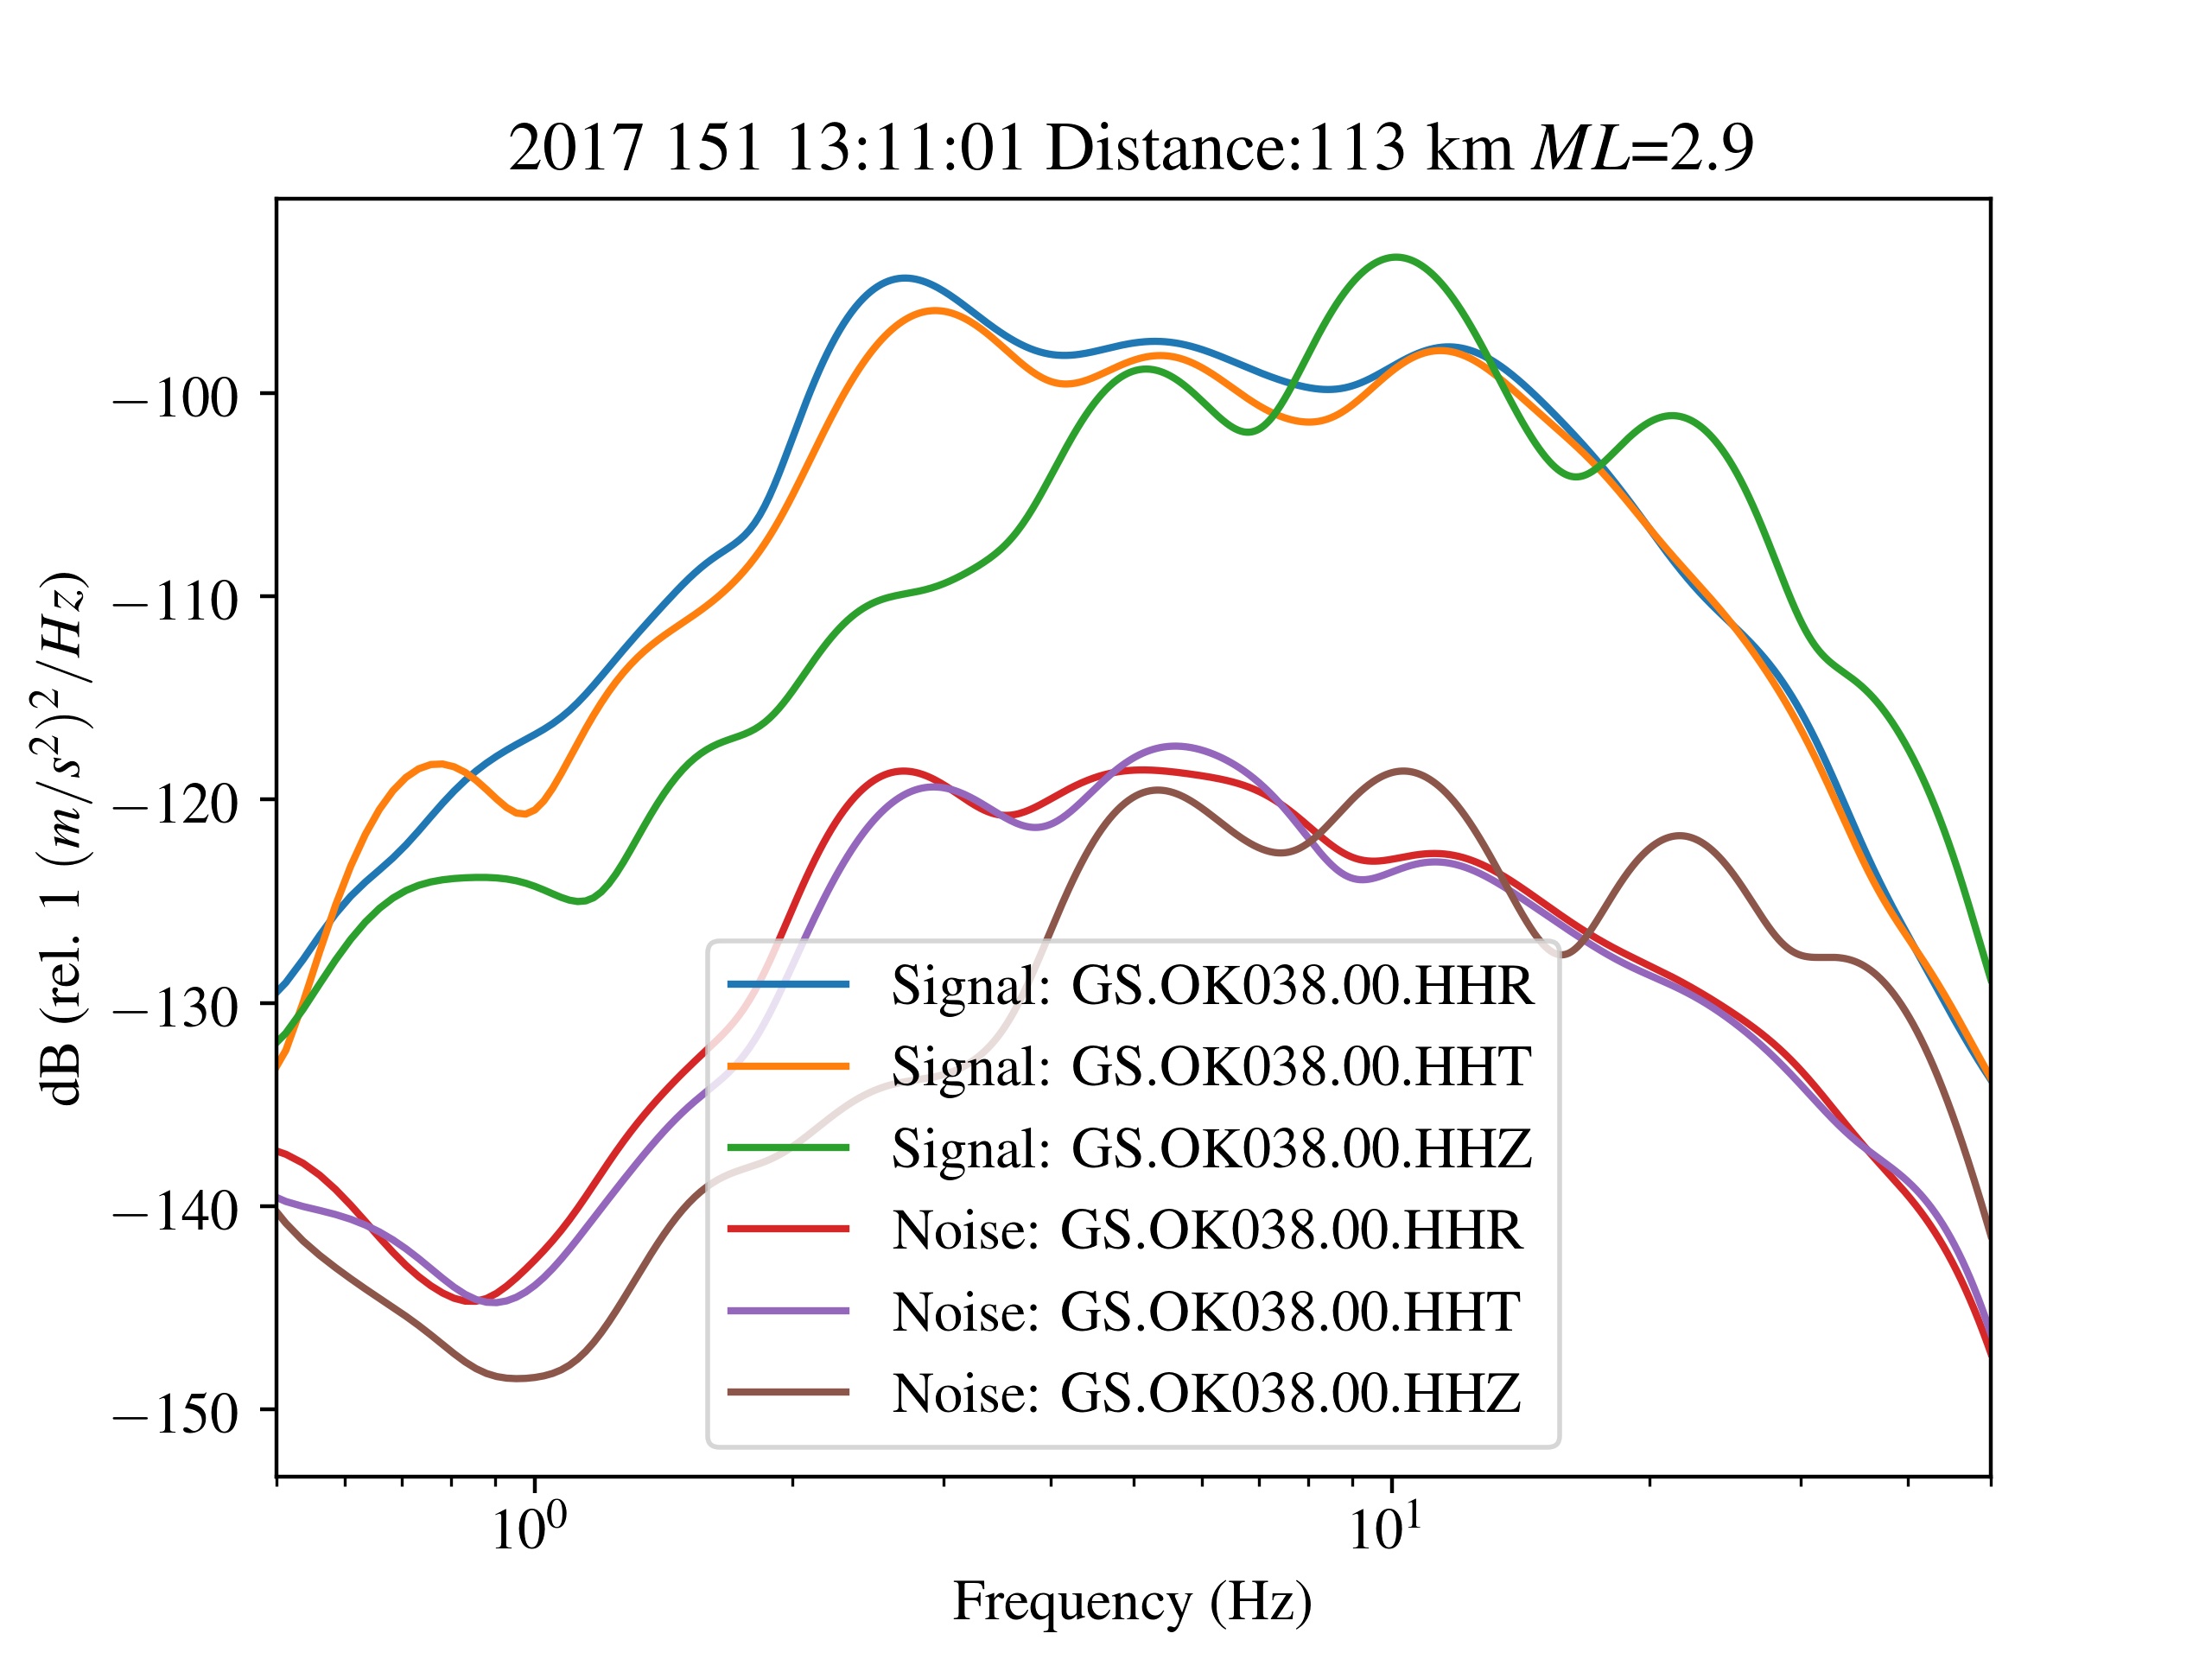 2017 151 13:11:01 Distance:113 km ML=2.9
dB (rel. 1 (m/s²))²/Hz)
−100
−110
−120
−130
−140
−150
Signal: GS.OK038.00.HHR
Signal: GS.OK038.00.HHT
Signal: GS.OK038.00.HHZ
Noise: GS.OK038.00.HHR
Noise: GS.OK038.00.HHT
Noise: GS.OK038.00.HHZ
10⁰ 10¹
Frequency (Hz)